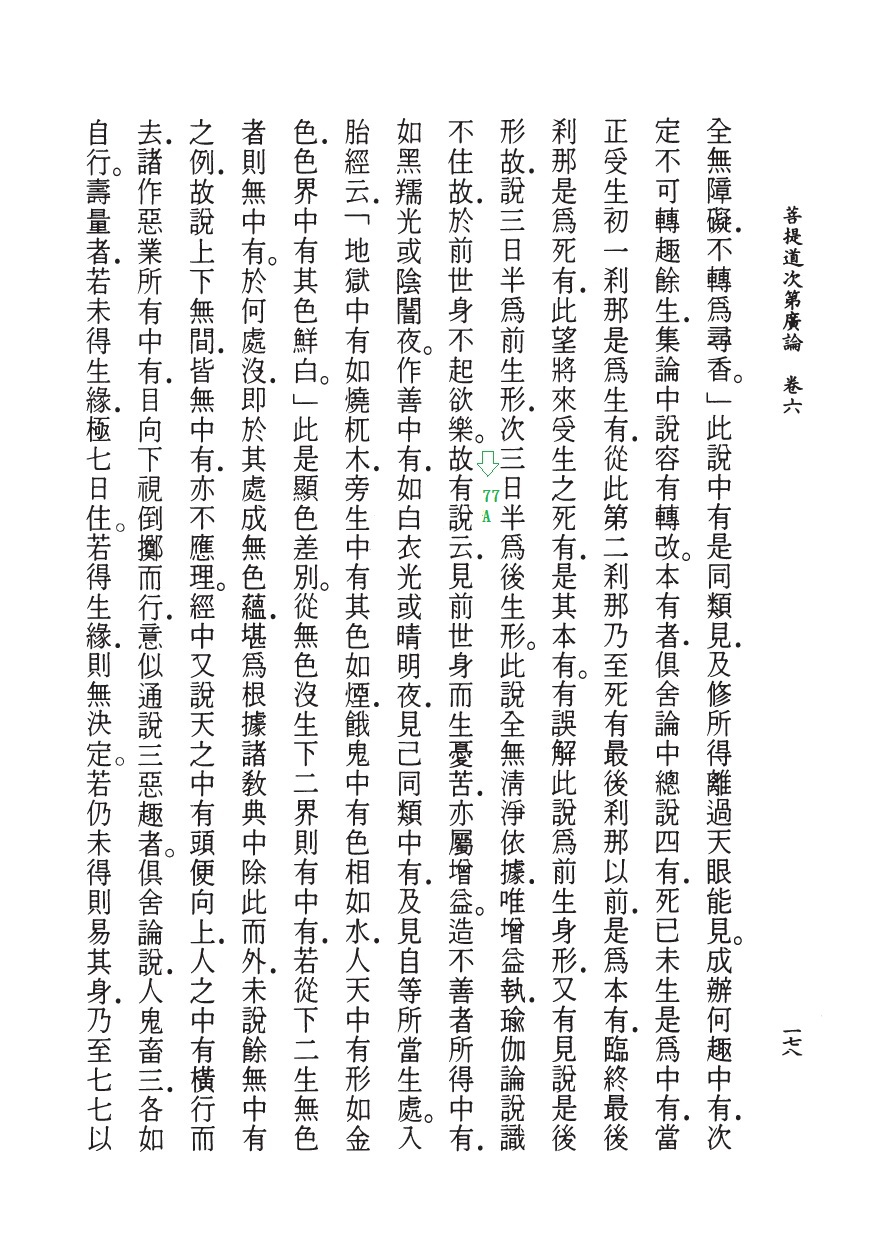 菩提道次第廣論 卷六
一七八
全無障礙．不轉爲尋香。」此說中有是同類見．及修所得離過天眼能見。成辦何趣中有．次
定不可轉趣餘生．集論中說容有轉改。本有者．俱舍論中總說四有．死已未生是爲中有．當
正受生初一剎那是爲生有．從此第二剎那乃至死有最後剎那以前．是爲本有．臨終最後
剎那是爲死有．此望將來受生之死有．是其本有。有誤解此說爲前生身形．又有見說是後
形故．說三日半爲前生形．次三日半爲後生形。此說全無清淨依據．唯增益執．瑜伽論說識
不住故．於前世身不起欲樂。故有說云．見前世身而生憂苦．亦屬增益。造不善者所得中有．
77
A
如黑羺光或陰闇夜。作善中有．如白衣光或晴明夜．見己同類中有．及見自等所當生處。入
胎經云．「地獄中有如燒杌木．旁生中有其色如煙．餓鬼中有色相如水．人天中有形如金
色．色界中有其色鮮白。」此是顯色差別。從無色沒生下二界則有中有．若從下二生無色
者則無中有。於何處沒．即於其處成無色蘊．堪爲根據諸敎典中除此而外．未說餘無中有
之例．故說上下無間．皆無中有．亦不應理。經中又說天之中有頭便向上．人之中有橫行而
去．諸作惡業所有中有．目向下視倒擲而行．意似通說三惡趣者。俱舍論說．人鬼畜三．各如
自行。壽量者．若未得生緣．極七日住。若得生緣．則無決定。若仍未得則易其身．乃至七七以